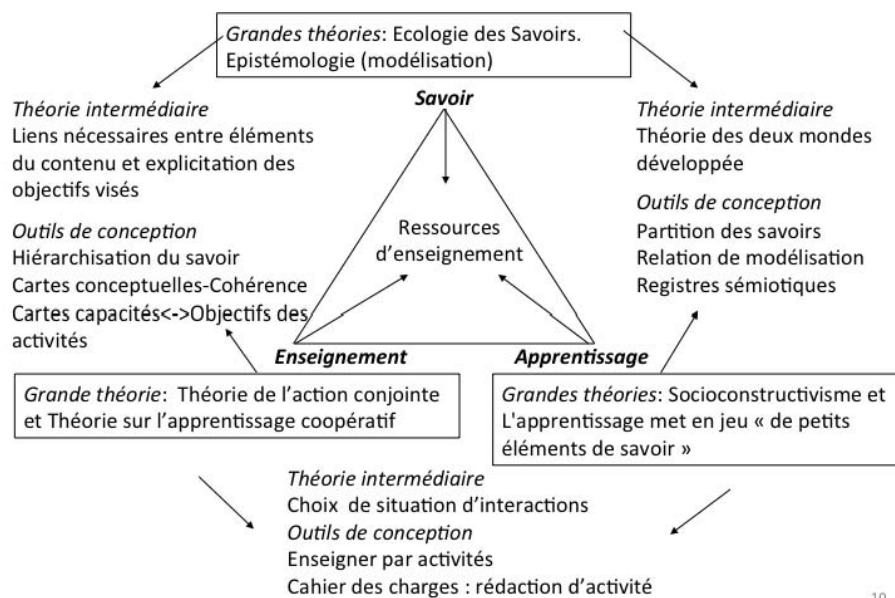 Grandes théories: Ecologie des Savoirs.
Epistémologie (modélisation)
Savoir
Théorie intermédiaire
Liens nécessaires entre éléments
du contenu et explicitation des
objectifs visés
Outils de conception
Hiérarchisation du savoir
Cartes conceptuelles-Cohérence
Cartes capacités<->Objectifs des
activités
Théorie intermédiaire
Théorie des deux mondes
développée
Outils de conception
Partition des savoirs
Relation de modélisation
Registres sémiotiques
Ressources
d'enseignement
Enseignement
Apprentissage
Grande théorie: Théorie de l'action conjointe
et Théorie sur l'apprentissage coopératif
Grandes théories: Socioconstructivisme et
L'apprentissage met en jeu « de petits
éléments de savoir »
Théorie intermédiaire
Choix de situation d'interactions
Outils de conception
Enseigner par activités
Cahier des charges : rédaction d'activité